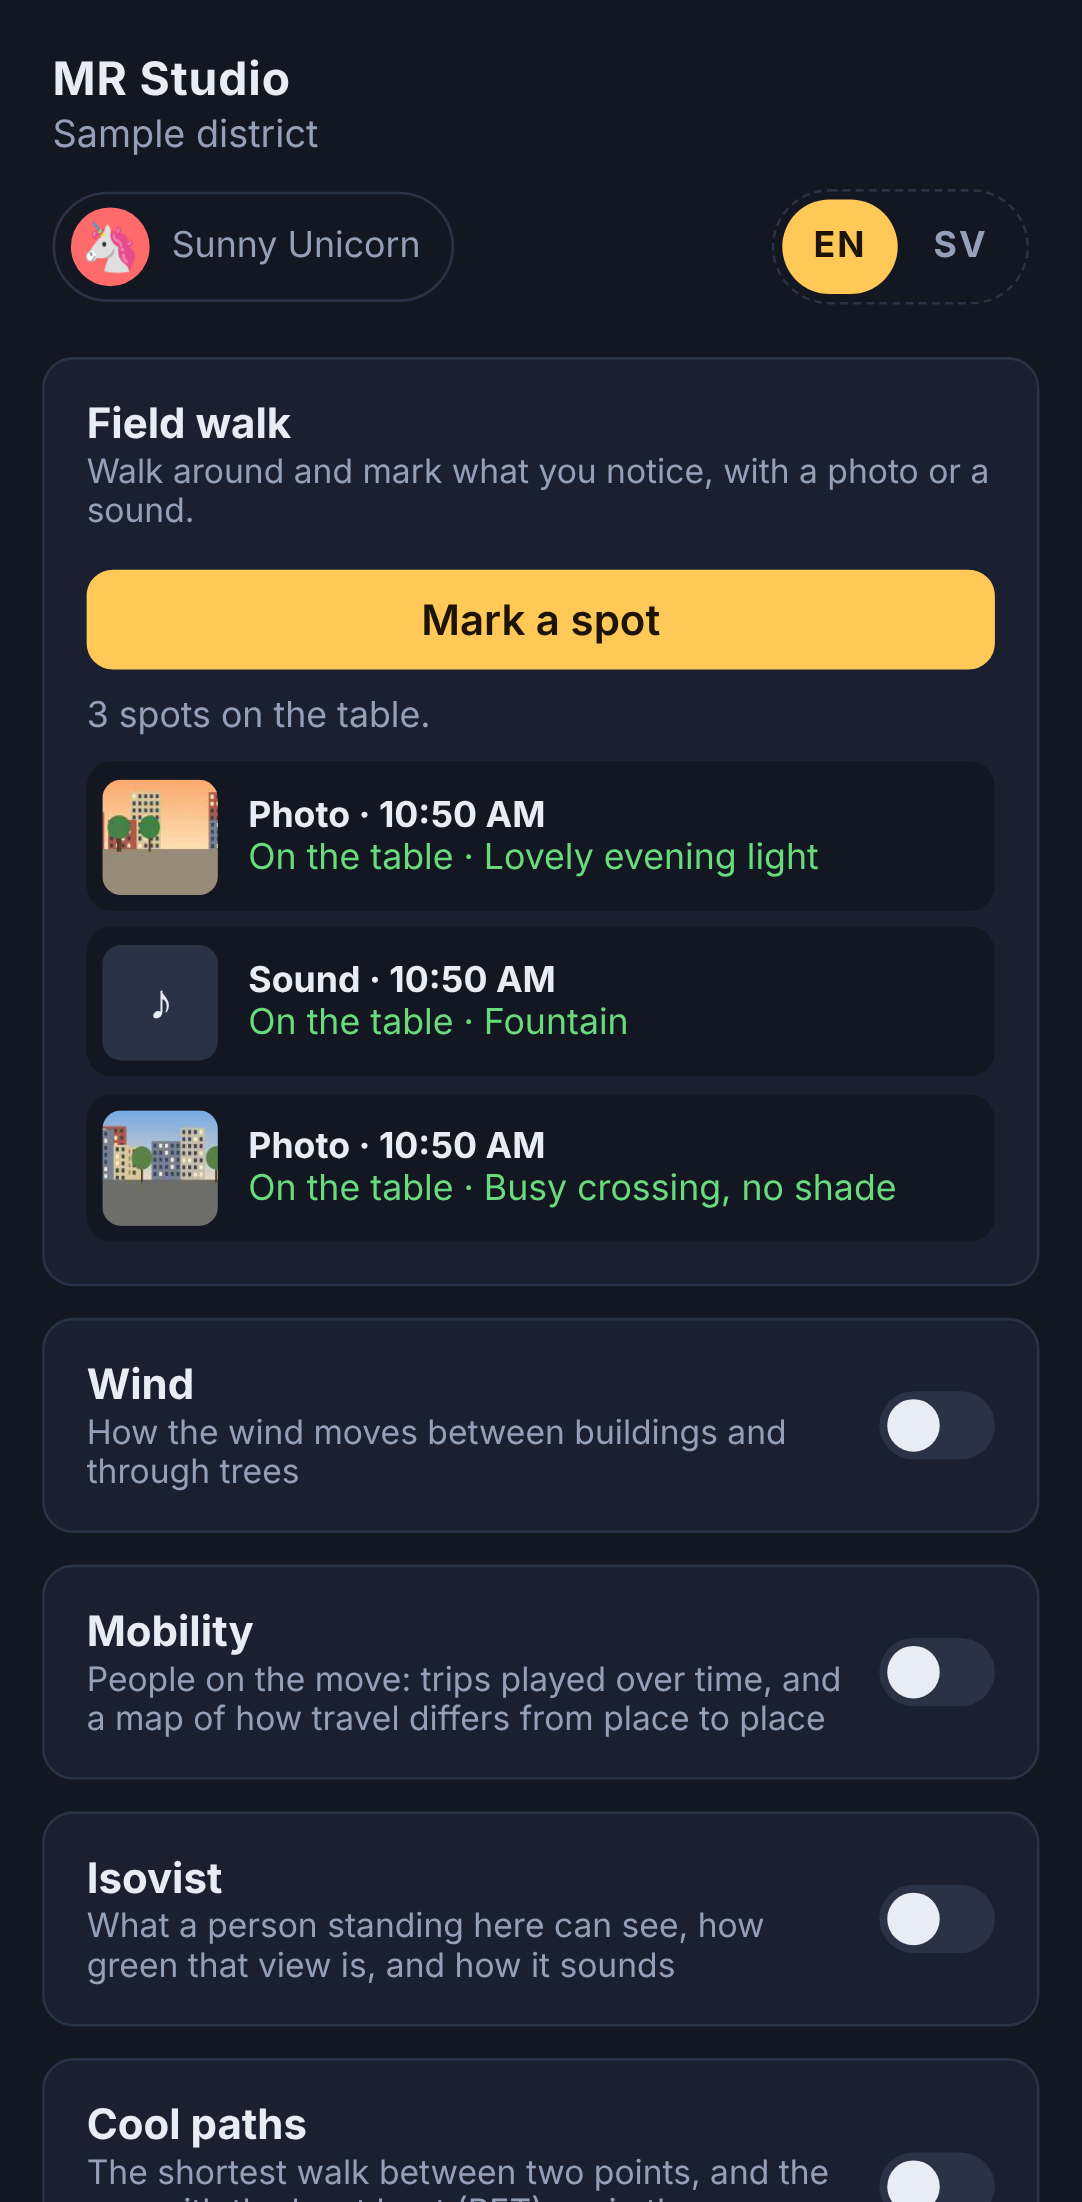 MR Studio
Sample district
Sunny Unicorn
EN SV
Field walk
Walk around and mark what you notice, with a photo or a
sound.
Mark a spot
3 spots on the table.
Photo · 10:50 AM
On the table · Lovely evening light
Sound · 10:50 AM
On the table · Fountain
Photo · 10:50 AM
On the table · Busy crossing, no shade
Wind
How the wind moves between buildings and
through trees
Mobility
People on the move: trips played over time, and
a map of how travel differs from place to place
Isovist
What a person standing here can see, how
green that view is, and how it sounds
Cool paths
The shortest walk between two points, and the